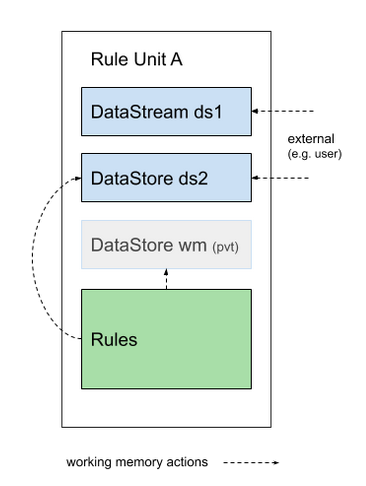 Rule Unit A
DataStream ds1
external
(e.g. user)
DataStore ds2
DataStore wm (pvt)
Rules
working memory actions